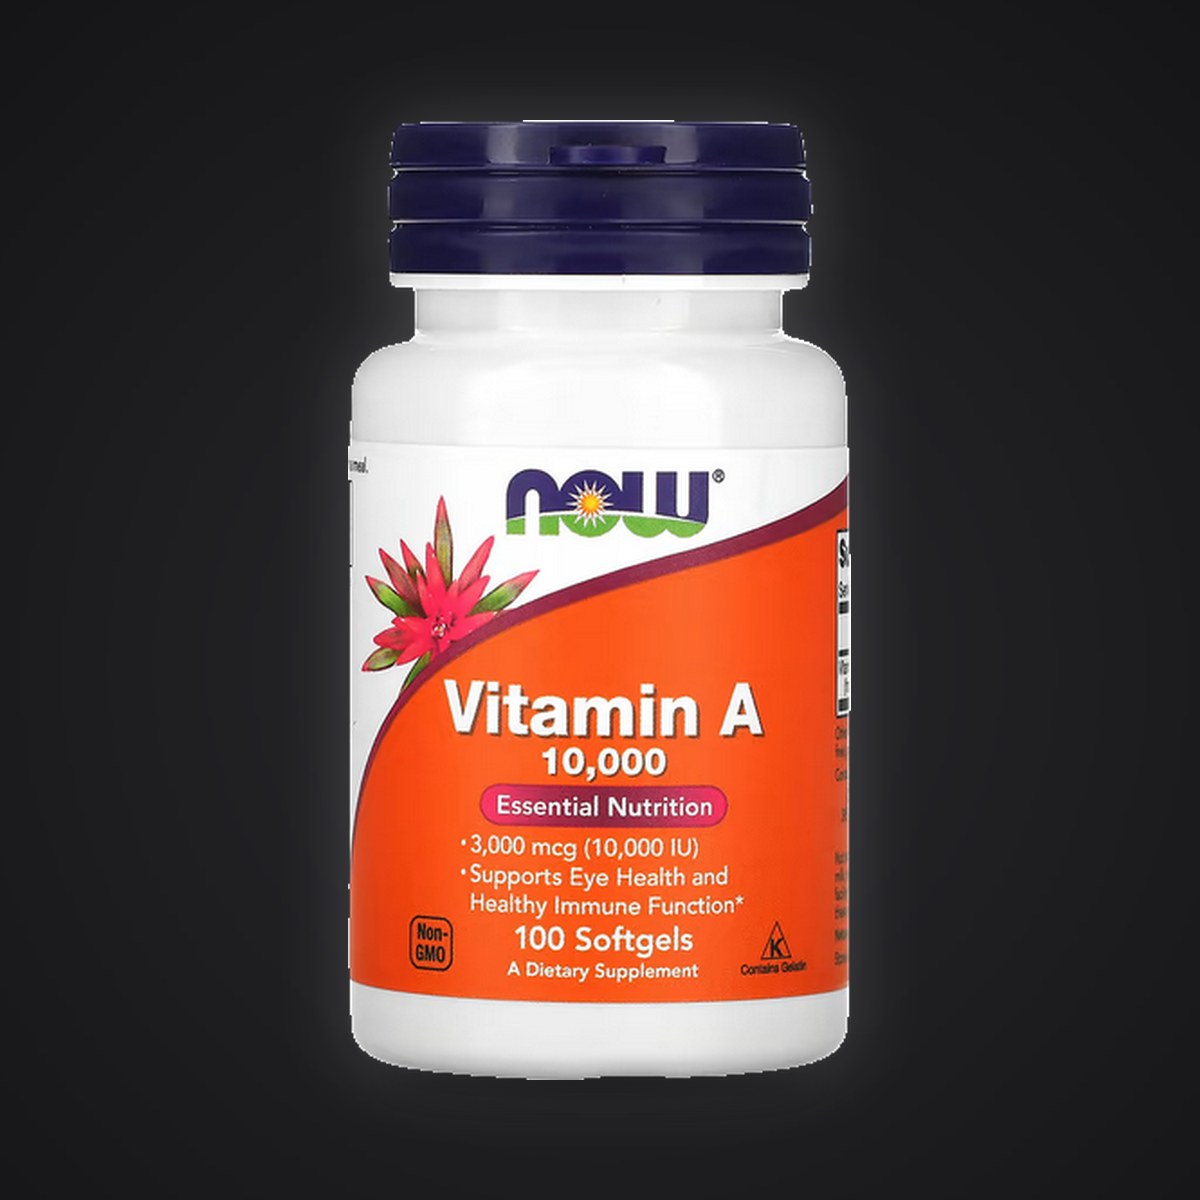 meal.
now®
Vitamin A
10,000
Essential Nutrition
•3,000 mcg (10,000 IU)
•Supports Eye Health and
Healthy Immune Function*
100 Softgels
A Dietary Supplement
Non-
GMO
K
Contains Gelatin